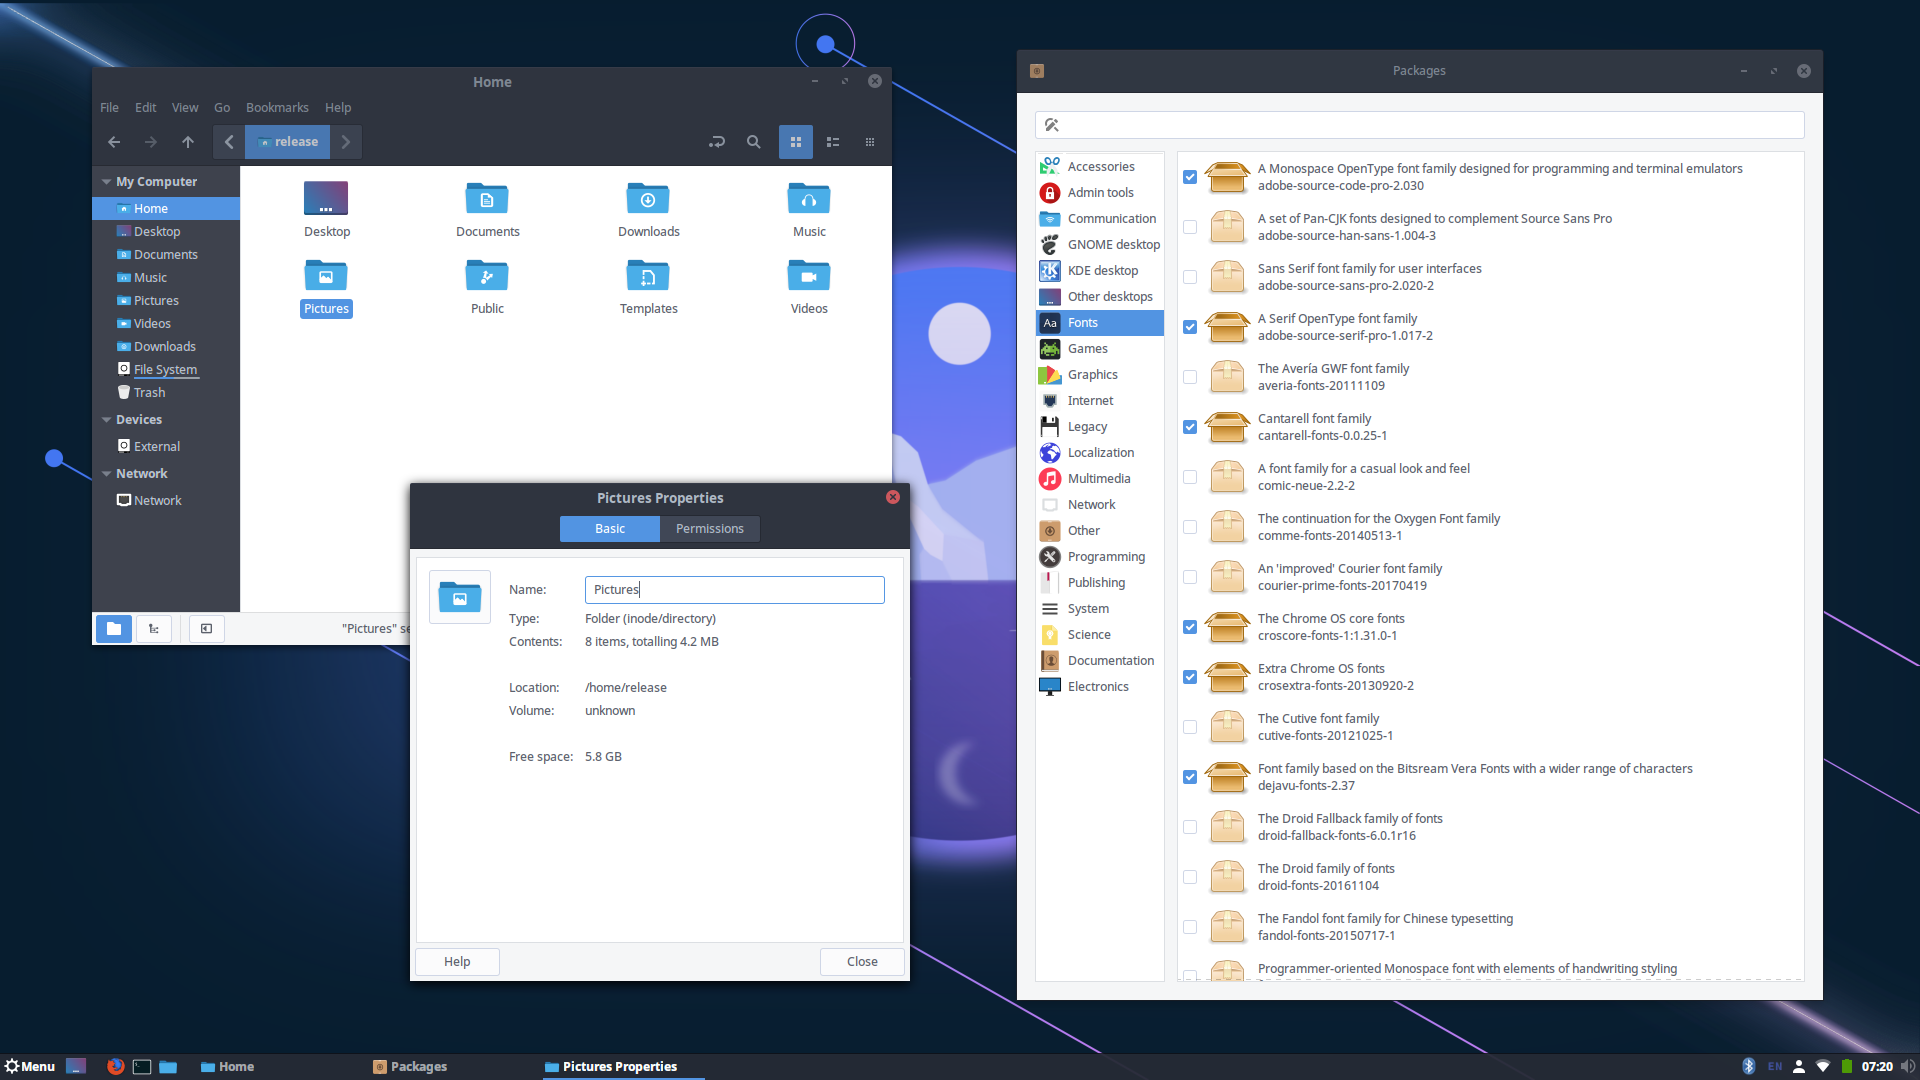 Home
File Edit View Go Bookmarks Help
release
My Computer
Home
Desktop
Documents
Music
Pictures
Videos
Downloads
File System
Trash
Devices
External
Network
Network
Desktop
Documents
Downloads
Music
Pictures
Public
Templates
Videos
"Pictures" se
Pictures Properties
Basic
Permissions
Name: Pictures
Type: Folder (inode/directory)
Contents: 8 items, totalling 4.2 MB
Location: /home/release
Volume: unknown
Free space: 5.8 GB
Help
Close
Packages
Accessories
Admin tools
Communication
GNOME desktop
KDE desktop
Other desktops
Aa Fonts
Games
Graphics
Internet
Legacy
Localization
Multimedia
Network
Other
Programming
Publishing
System
Science
Documentation
Electronics
A Monospace OpenType font family designed for programming and terminal emulators
adobe-source-code-pro-2.030
A set of Pan-CJK fonts designed to complement Source Sans Pro
adobe-source-han-sans-1.004-3
Sans Serif font family for user interfaces
adobe-source-sans-pro-2.020-2
A Serif OpenType font family
adobe-source-serif-pro-1.017-2
The Avería GWF font family
averia-fonts-20111109
Cantarell font family
cantarell-fonts-0.0.25-1
A font family for a casual look and feel
comic-neue-2.2-2
The continuation for the Oxygen Font family
comme-fonts-20140513-1
An 'improved' Courier font family
courier-prime-fonts-20170419
The Chrome OS core fonts
croscore-fonts-1:1.31.0-1
Extra Chrome OS fonts
crosextra-fonts-20130920-2
The Cutive font family
cutive-fonts-20121025-1
Font family based on the Bitsream Vera Fonts with a wider range of characters
dejavu-fonts-2.37
The Droid Fallback family of fonts
droid-fallback-fonts-6.0.1r16
The Droid family of fonts
droid-fonts-20161104
The Fandol font family for Chinese typesetting
fandol-fonts-20150717-1
Programmer-oriented Monospace font with elements of handwriting styling
Menu
Home
Packages
Pictures Properties
EN
07:20